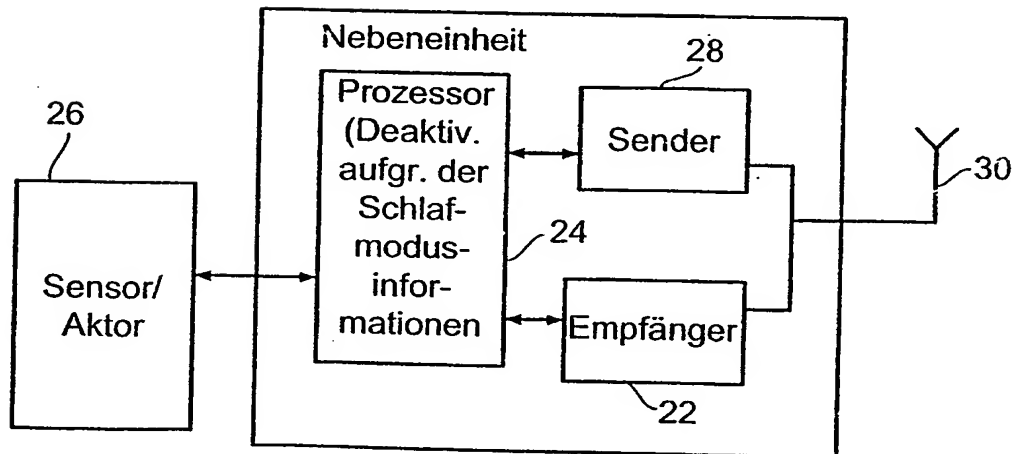 Nebeneinheit
26
Sensor/
Aktor
Prozessor
(Deaktiv.
aufgr. der
Schlaf-
modus-
infor-
mationen
24
28
Sender
Empfänger
22
30